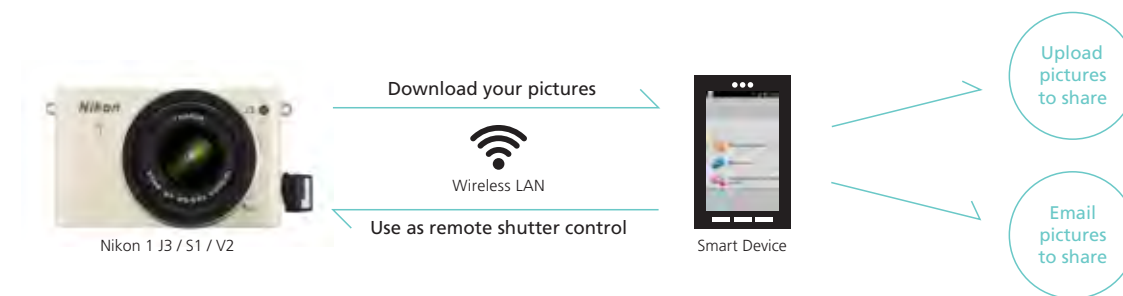 Upload
pictures
to share
Download your pictures
Nikon
Wireless LAN
Use as remote shutter control
Nikon 1 J3 / S1 / V2
Smart Device
Email
pictures
to share